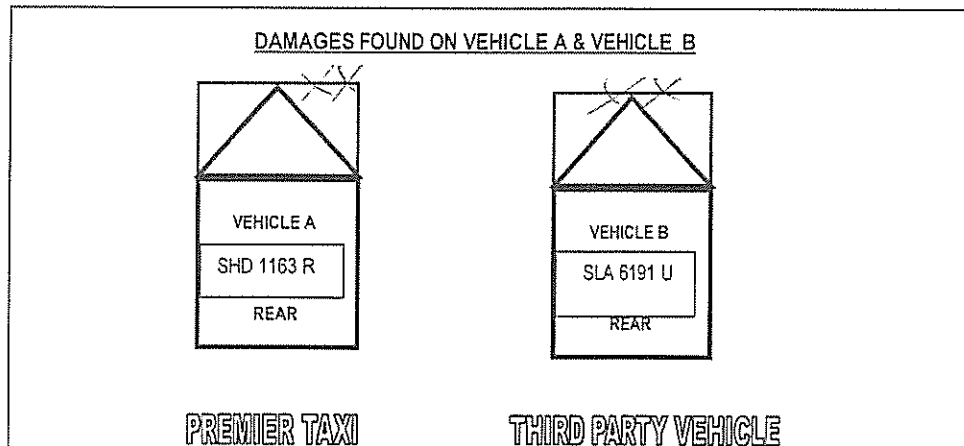 DAMAGES FOUND ON VEHICLE A & VEHICLE B
VEHICLE A
SHD 1163 R
REAR
PREMIER TAXI
VEHICLE B
SLA 6191 U
REAR
THIRD PARTY VEHICLE